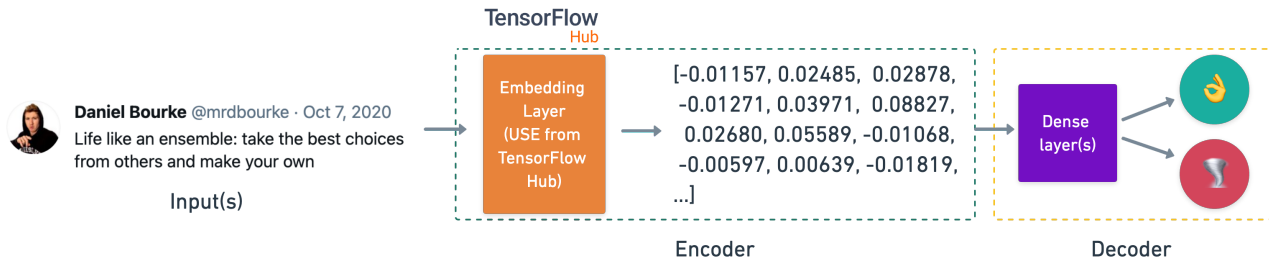 TensorFlow
Hub
Daniel Bourke @mrdbourke · Oct 7, 2020
Life like an ensemble: take the best choices
from others and make your own
Input(s)
Embedding
Layer
(USE from
TensorFlow
Hub)
[-0.01157, 0.02485, 0.02878,
-0.01271, 0.03971, 0.08827,
0.02680, 0.05589, -0.01068,
-0.00597, 0.00639, -0.01819,
...]
Encoder
Dense
layer(s)
Decoder